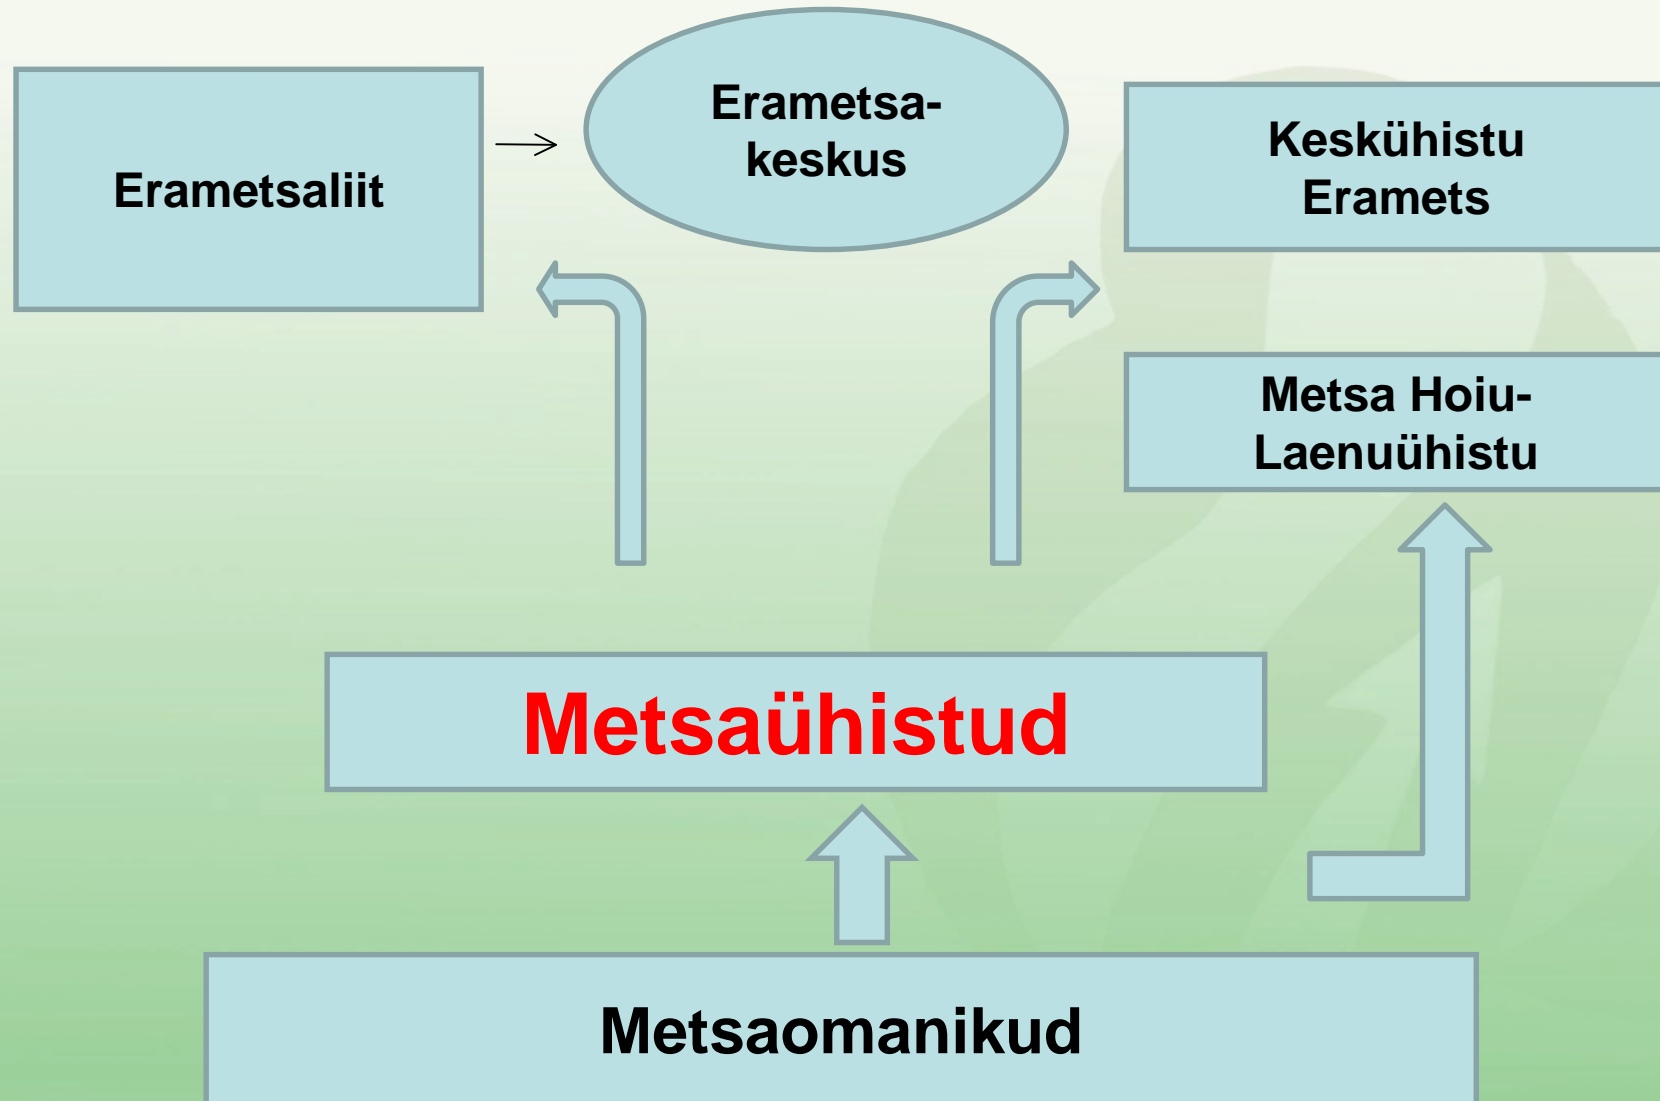 Erametsaliit
Erametsa-
keskus
Keskühistu
Eramets
Metsa Hoiu-
Laenuühistu
Metsaühistud
Metsaomanikud